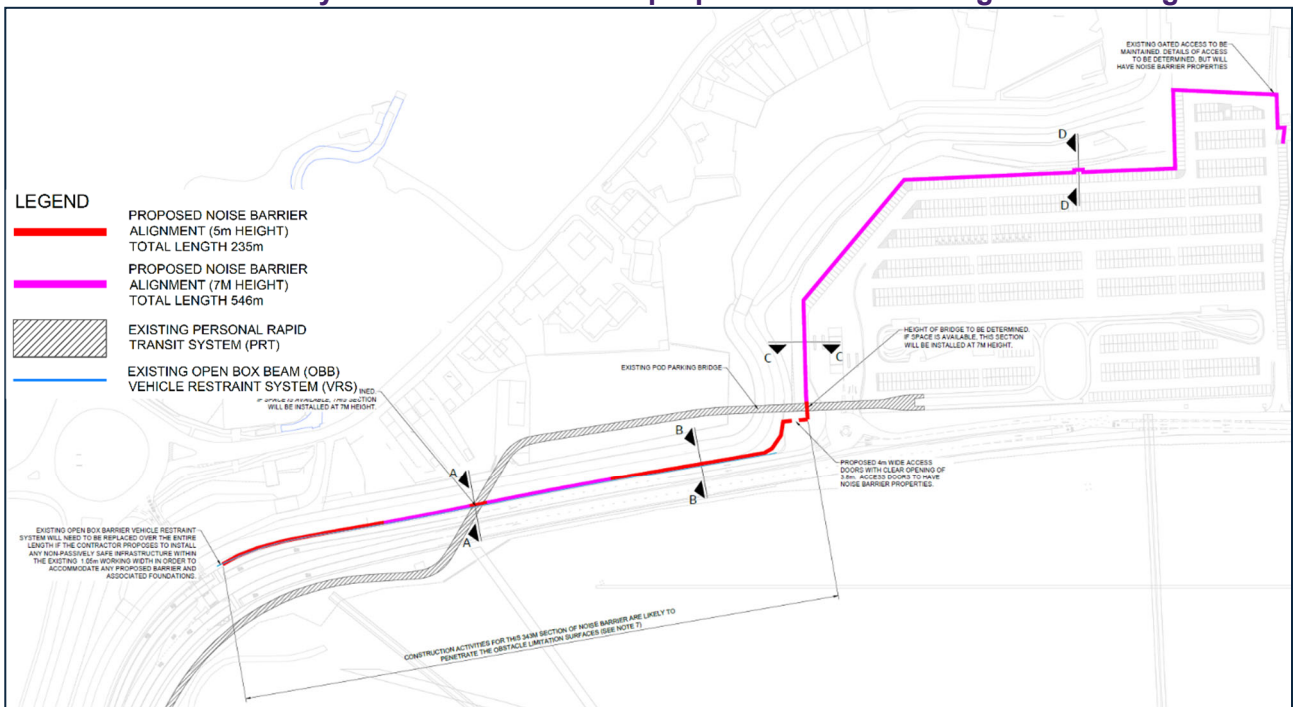 EXISTING GATED ACCESS TO BE
MAINTAINED. DETAILS OF ACCESS
TO BE DETERMINED, BUT WILL
HAVE NOISE BARRIER PROPERTIES
D
D
LEGEND
PROPOSED NOISE BARRIER
ALIGNMENT (5m HEIGHT)
TOTAL LENGTH 235m
PROPOSED NOISE BARRIER
ALIGNMENT (7M HEIGHT)
TOTAL LENGTH 546m
EXISTING PERSONAL RAPID
TRANSIT SYSTEM (PRT)
EXISTING OPEN BOX BEAM (OBB)
VEHICLE RESTRAINT SYSTEM (VRS)
IF SPACE IS AVAILABLE, THIS SECTION
WILL BE INSTALLED AT 7M HEIGHT.
HEIGHT OF BRIDGE TO BE DETERMINED.
IF SPACE IS AVAILABLE, THIS SECTION
WILL BE INSTALLED AT 7M HEIGHT.
C
C
EXISTING POD PARKING BRIDGE
B
B
A
A
PROPOSED 4m WIDE ACCESS
DOORS WITH CLEAR OPENING OF
3.6m. ACCESS DOORS TO HAVE
NOISE BARRIER PROPERTIES.
EXISTING OPEN BOX BARRIER VEHICLE RESTRAINT
SYSTEM WILL NEED TO BE REPLACED OVER THE ENTIRE
LENGTH IF THE CONTRACTOR PROPOSES TO INSTALL
ANY NON-PASSIVELY SAFE INFRASTRUCTURE WITHIN
THE EXISTING 1.05m WORKING WIDTH IN ORDER TO
ACCOMMODATE ANY PROPOSED BARRIER AND
ASSOCIATED FOUNDATIONS.
CONSTRUCTION ACTIVITIES FOR THIS 343M SECTION OF NOISE BARRIER ARE LIKELY TO
PENETRATE THE OBSTACLE LIMITATION SURFACES (SEE NOTE 7)